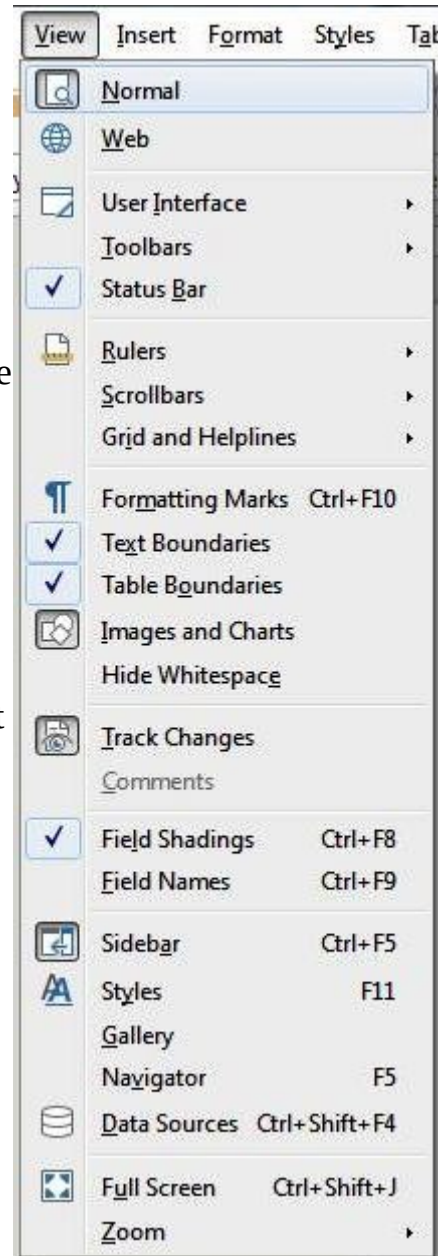 View Insert Format Styles Tab
Normal
Web
User Interface
Toolbars
Status Bar
e
Rulers
Scrollbars
Grid and Helplines
Formatting Marks Ctrl+F10
Text Boundaries
Table Boundaries
Images and Charts
Hide Whitespace
t
Track Changes
Comments
Field Shadings Ctrl+F8
Field Names Ctrl+F9
Sidebar Ctrl+F5
Styles F11
Gallery
Navigator F5
Data Sources Ctrl+Shift+F4
Full Screen Ctrl+Shift+J
Zoom